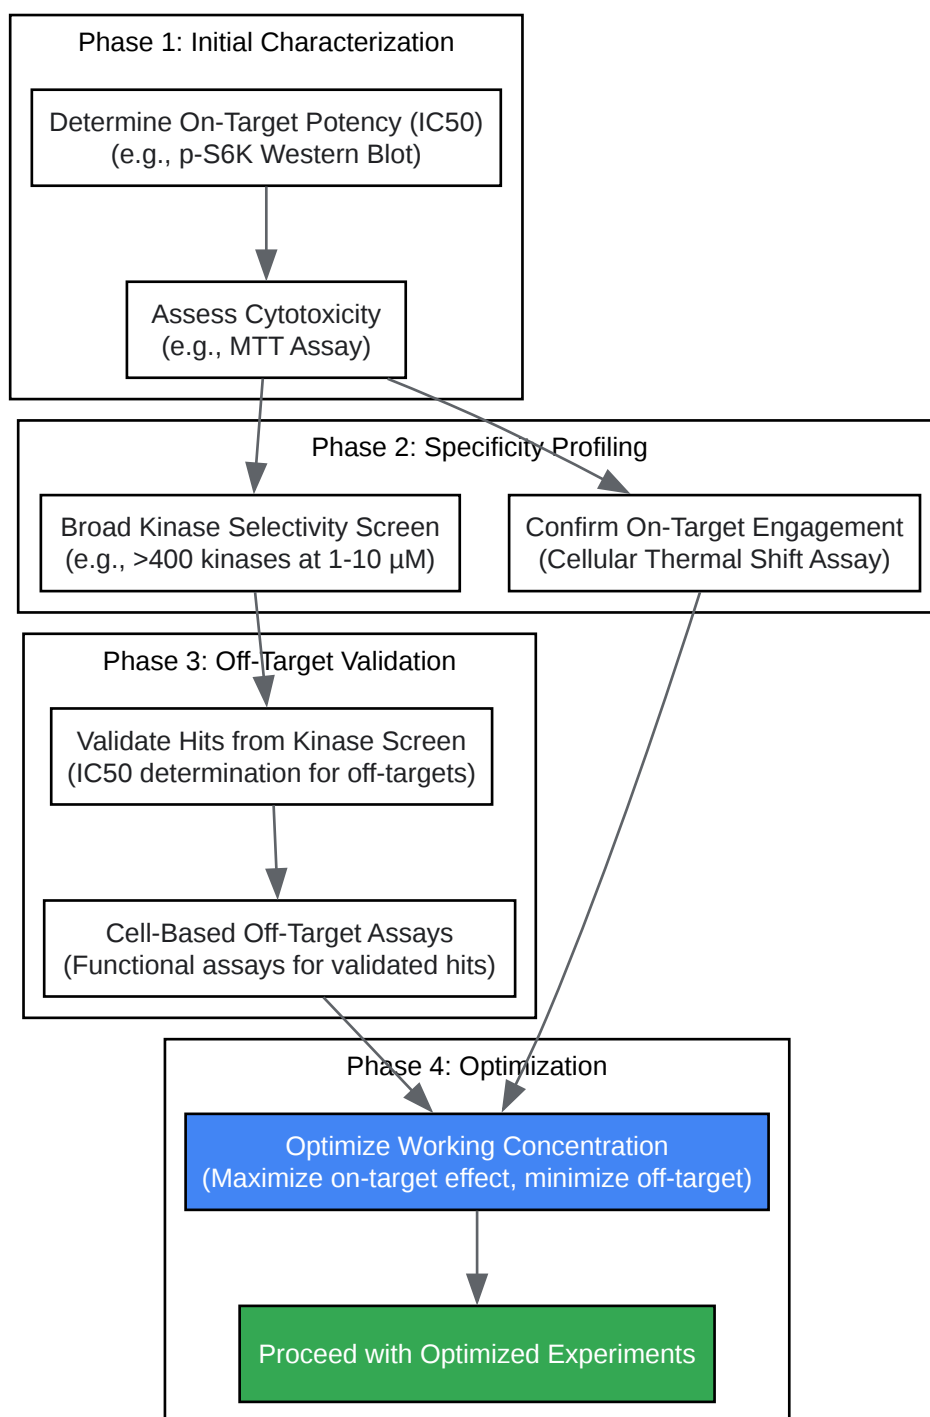 Phase 1: Initial Characterization
Determine On-Target Potency (IC50)
(e.g., p-S6K Western Blot)
Assess Cytotoxicity
(e.g., MTT Assay)
Phase 2: Specificity Profiling
Broad Kinase Selectivity Screen
(e.g., >400 kinases at 1-10 µM)
Confirm On-Target Engagement
(Cellular Thermal Shift Assay)
Phase 3: Off-Target Validation
Validate Hits from Kinase Screen
(IC50 determination for off-targets)
Cell-Based Off-Target Assays
(Functional assays for validated hits)
Phase 4: Optimization
Optimize Working Concentration
(Maximize on-target effect, minimize off-target)
Proceed with Optimized Experiments